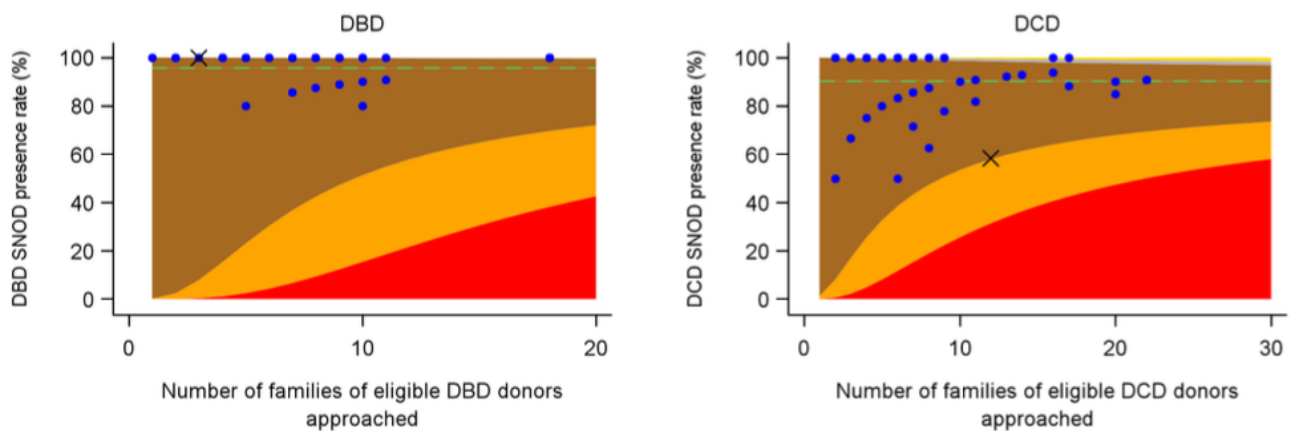 DBD
DBD SNOD presence rate (%)
100
80
60
40
20
0
0
10
20
Number of families of eligible DBD donors
approached
DCD
DCD SNOD presence rate (%)
100
80
60
40
20
0
0
10
20
30
Number of families of eligible DCD donors
approached